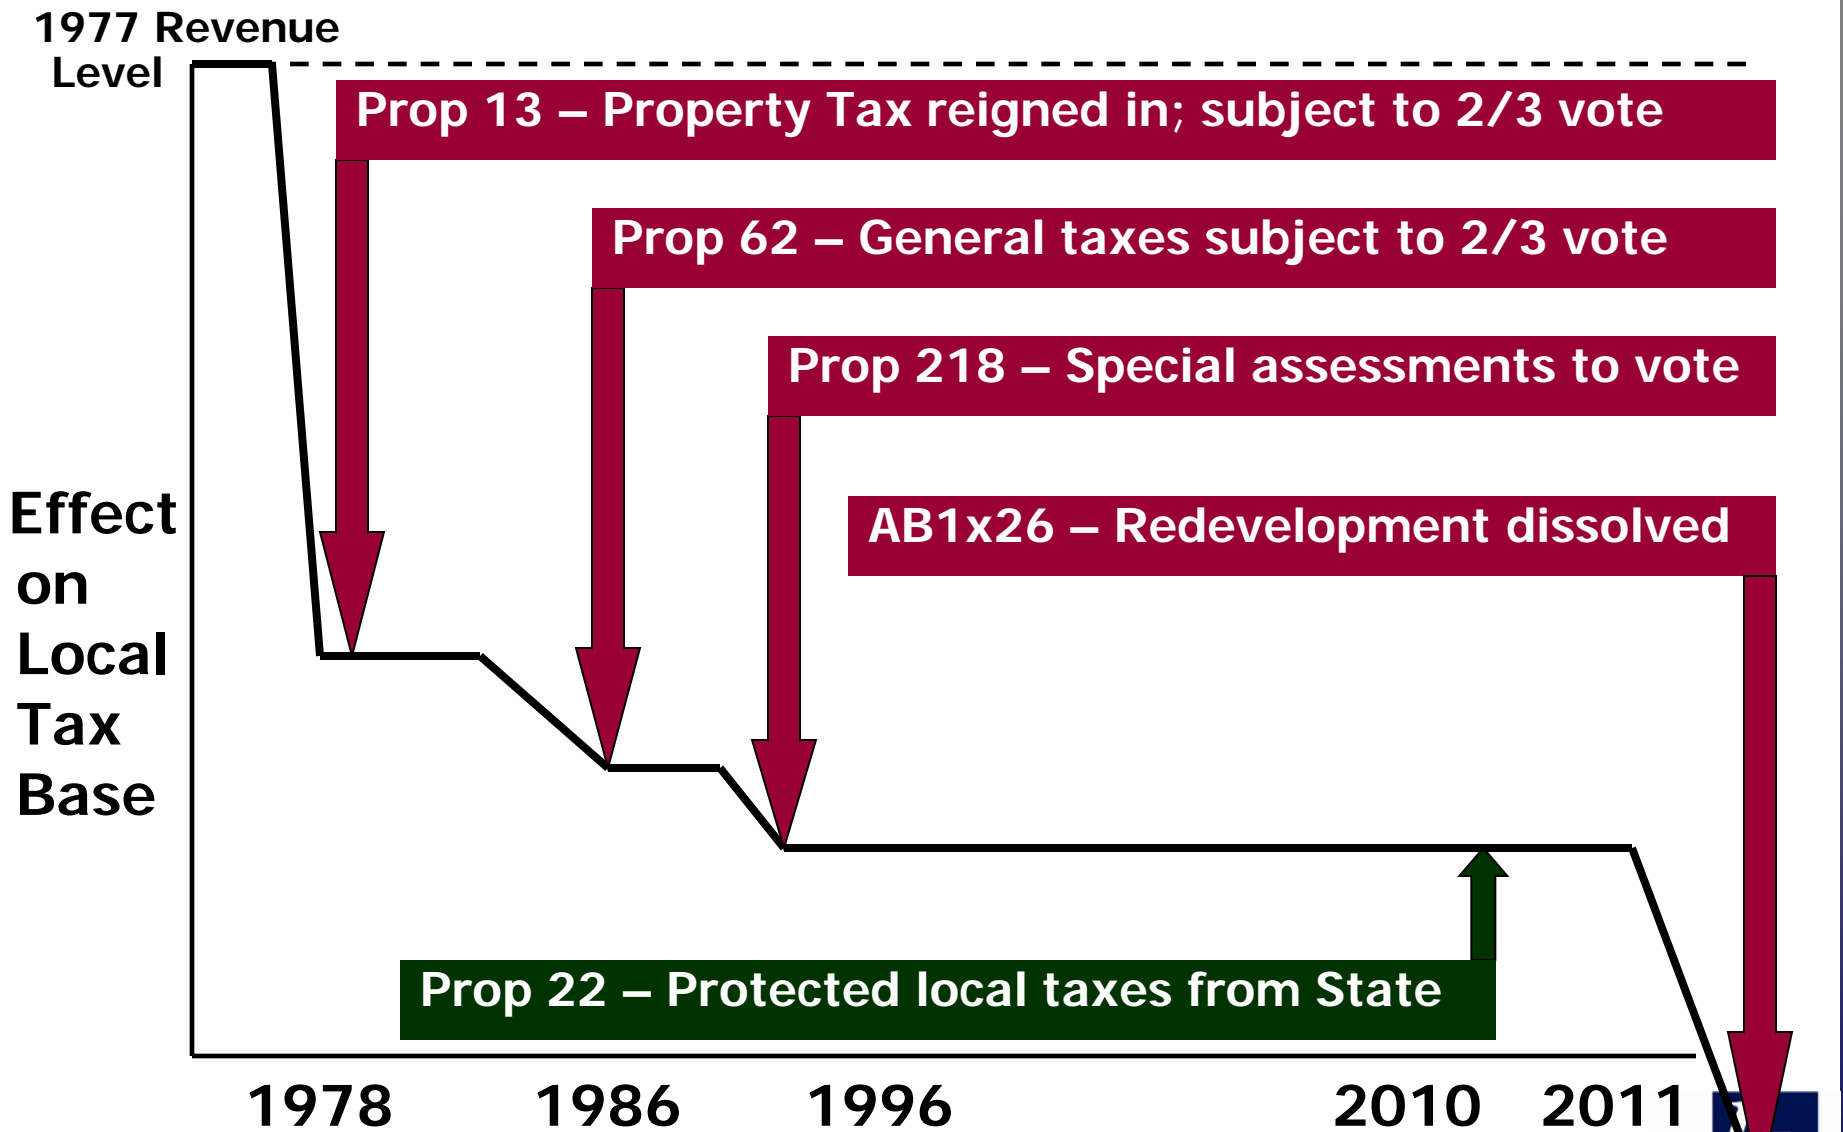 1977 Revenue
Level
Prop 13 – Property Tax reigned in; subject to 2/3 vote
Prop 62 – General taxes subject to 2/3 vote
Prop 218 – Special assessments to vote
AB1x26 – Redevelopment dissolved
Effect
on
Local
Tax
Base
Prop 22 – Protected local taxes from State
1978 1986 1996 2010 2011